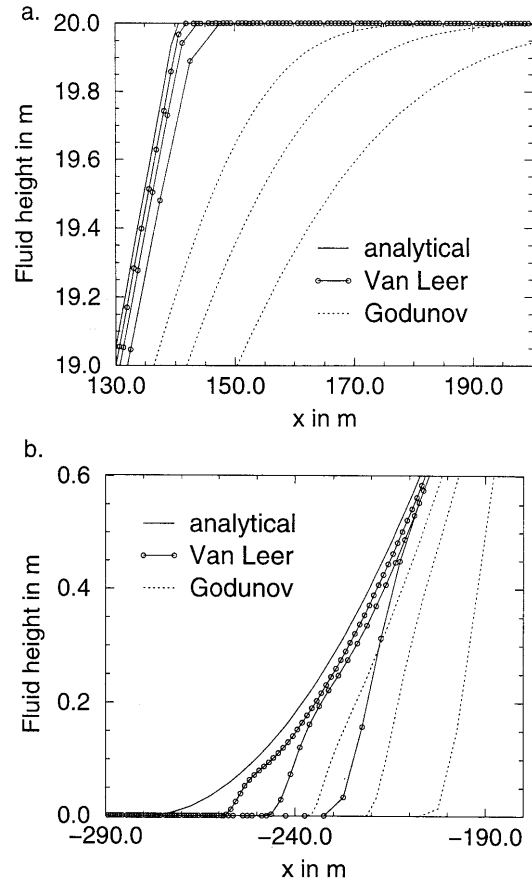 a.
20.0
19.8
19.6
19.4
19.2
19.0
Fluid height in m
analytical
Van Leer
Godunov
130.0 150.0 170.0 190.0
x in m
b.
0.6
0.4
0.2
0.0
Fluid height in m
analytical
Van Leer
Godunov
−290.0 −240.0 −190.0
x in m